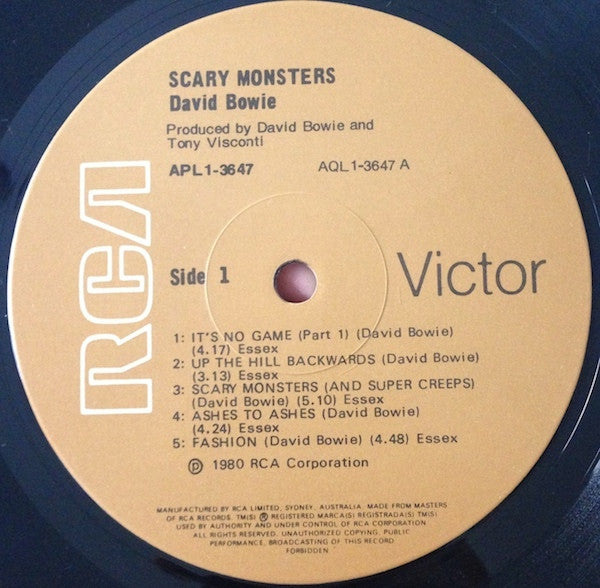 SCARY MONSTERS
David Bowie
Produced by David Bowie and
Tony Visconti
APL1-3647 AQL1-3647 A
RCA
Side 1
Victor
1: IT'S NO GAME (Part 1) (David Bowie)
(4.17) Essex
2: UP THE HILL BACKWARDS (David Bowie)
(3.13) Essex
3: SCARY MONSTERS (AND SUPER CREEPS)
(David Bowie) (5.10) Essex
4: ASHES TO ASHES (David Bowie)
(4.24) Essex
5: FASHION (David Bowie) (4.48) Essex
℗ 1980 RCA Corporation
MANUFACTURED BY RCA LIMITED, SYDNEY, AUSTRALIA. MADE FROM MASTERS
OF RCA RECORDS. TM(S) ® REGISTERED MARCA(S) REGISTRADA(S) TM(S)
USED BY AUTHORITY AND UNDER CONTROL OF RCA CORPORATION
ALL RIGHTS RESERVED. UNAUTHORIZED COPYING, PUBLIC
PERFORMANCE, BROADCASTING OF THIS RECORD
FORBIDDEN